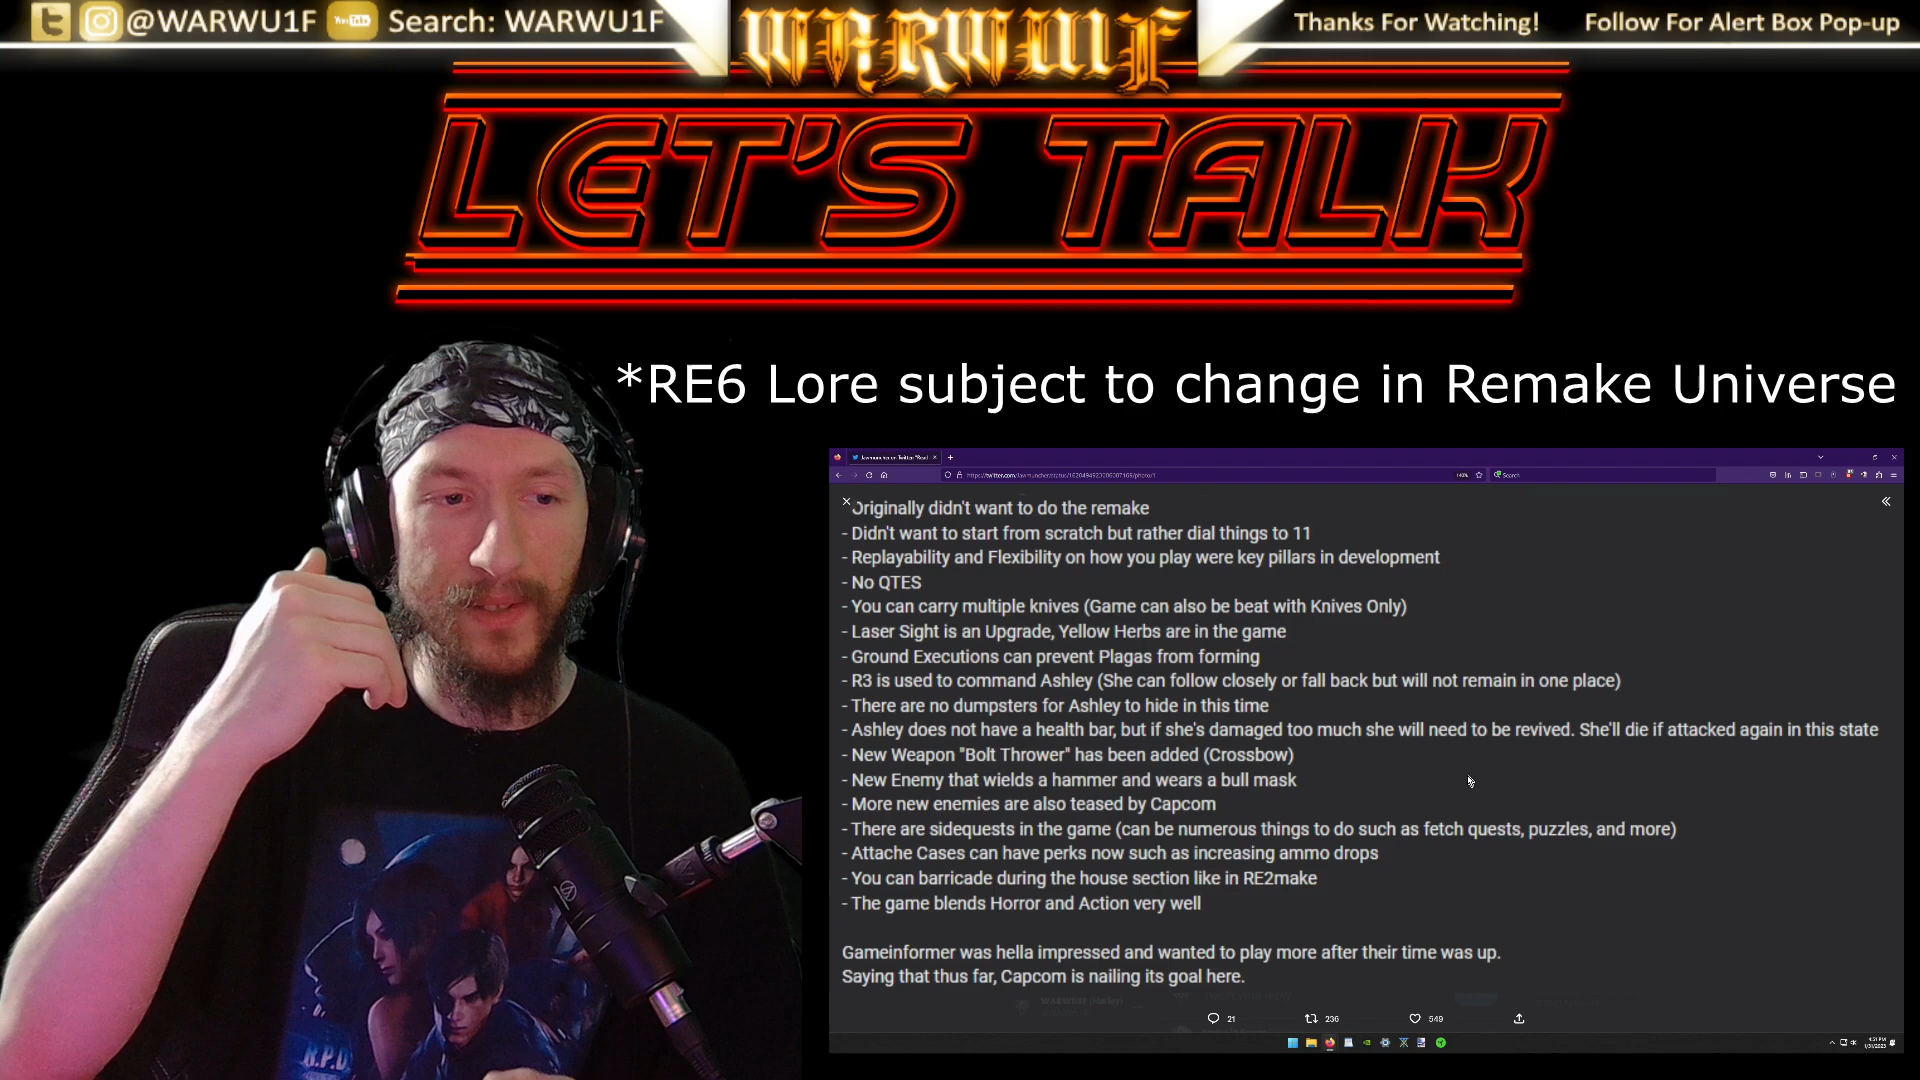 @WARWU1F
YouTube
Search: WARWU1F
WARWU1F
Thanks For Watching!
Follow For Alert Box Pop-up
LET'S TALK
*RE6 Lore subject to change in Remake Universe
Search
Originally didn't want to do the remake
- Didn't want to start from scratch but rather dial things to 11
- Replayability and Flexibility on how you play were key pillars in development
- No QTES
- You can carry multiple knives (Game can also be beat with Knives Only)
- Laser Sight is an Upgrade, Yellow Herbs are in the game
- Ground Executions can prevent Plagas from forming
- R3 is used to command Ashley (She can follow closely or fall back but will not remain in one place)
- There are no dumpsters for Ashley to hide in this time
- Ashley does not have a health bar, but if she's damaged too much she will need to be revived. She'll die if attacked again in this state
- New Weapon "Bolt Thrower" has been added (Crossbow)
- New Enemy that wields a hammer and wears a bull mask
- More new enemies are also teased by Capcom
- There are sidequests in the game (can be numerous things to do such as fetch quests, puzzles, and more)
- Attache Cases can have perks now such as increasing ammo drops
- You can barricade during the house section like in RE2make
- The game blends Horror and Action very well
Gameinformer was hella impressed and wanted to play more after their time was up.
Saying that thus far, Capcom is nailing its goal here.
21
236
549
R.P.D